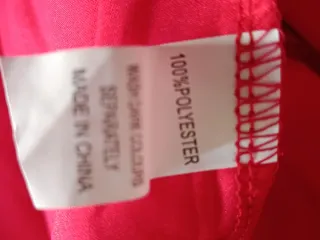 100%POLYESTER
WASH DARK COLOURS
SEPARATELY
MADE IN CHINA